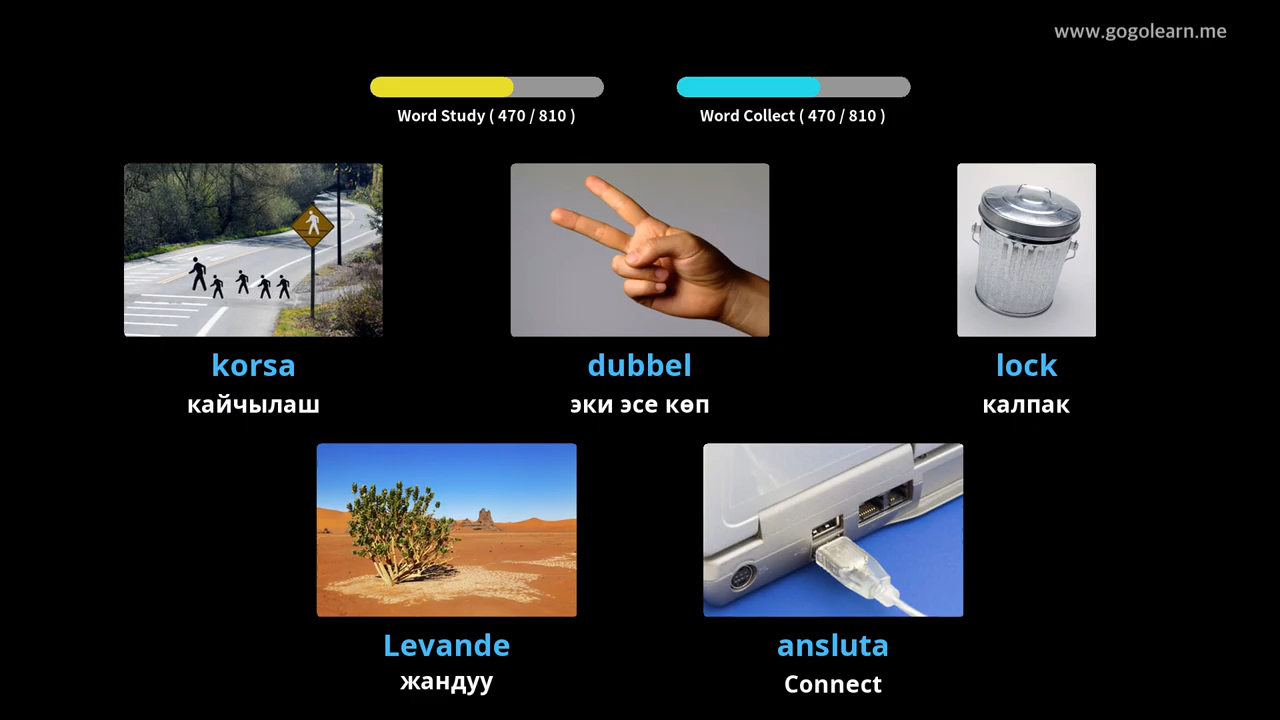 www.gogolearn.me
Word Study ( 470 / 810 )
Word Collect ( 470 / 810 )
korsa
кайчылаш
dubbel
эки эсе көп
lock
калпак
Levande
жандуу
ansluta
Connect